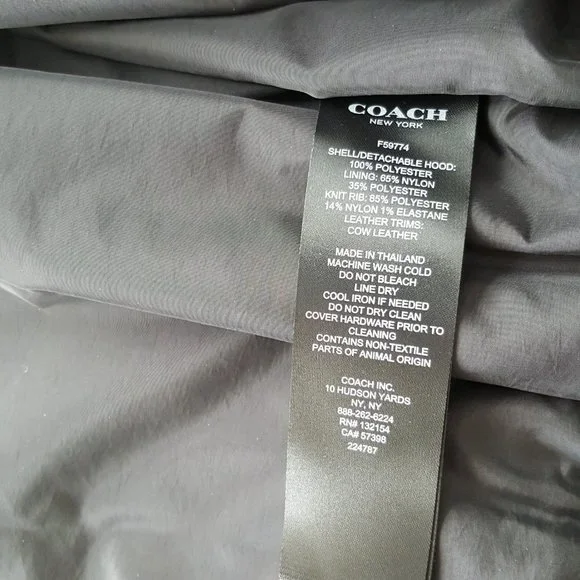 COACH
NEW YORK
F59774
SHELL/DETACHABLE HOOD:
100% POLYESTER
LINING: 65% NYLON
35% POLYESTER
KNIT RIB: 85% POLYESTER
14% NYLON 1% ELASTANE
LEATHER TRIMS:
COW LEATHER
MADE IN THAILAND
MACHINE WASH COLD
DO NOT BLEACH
LINE DRY
COOL IRON IF NEEDED
DO NOT DRY CLEAN
COVER HARDWARE PRIOR TO
CLEANING
CONTAINS NON-TEXTILE
PARTS OF ANIMAL ORIGIN
COACH INC.
10 HUDSON YARDS
NY, NY
888-262-6224
RN# 132154
CA# 57398
224787